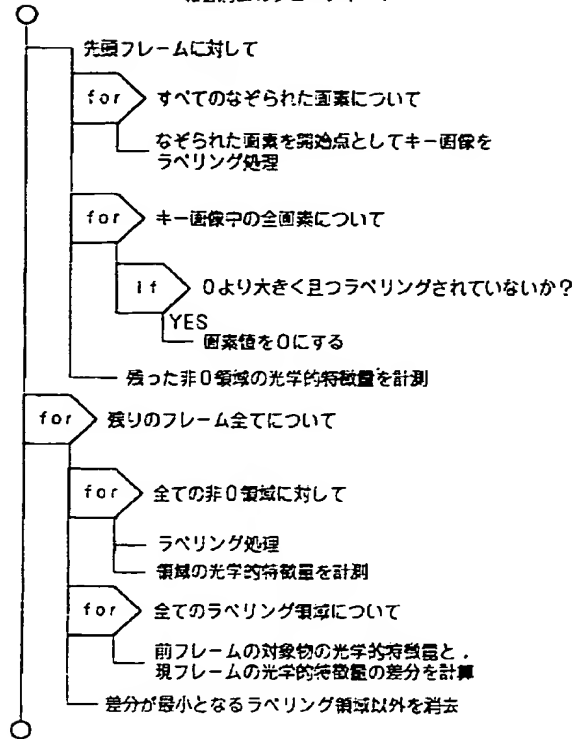 先頭フレームに対して
for すべてのなぞられた画素について
なぞられた画素を開始点としてキー画像を
ラベリング処理
for キー画像中の全画素について
if 0より大きく且つラベリングされていないか？
YES
画素値を0にする
残った非0領域の光学的特徴量を計測
for 残りのフレーム全てについて
for 全ての非0領域に対して
ラベリング処理
領域の光学的特徴量を計測
for 全てのラベリング領域について
前フレームの対象物の光学的特徴量と，
現フレームの光学的特徴量の差分を計算
差分が最小となるラベリング領域以外を消去